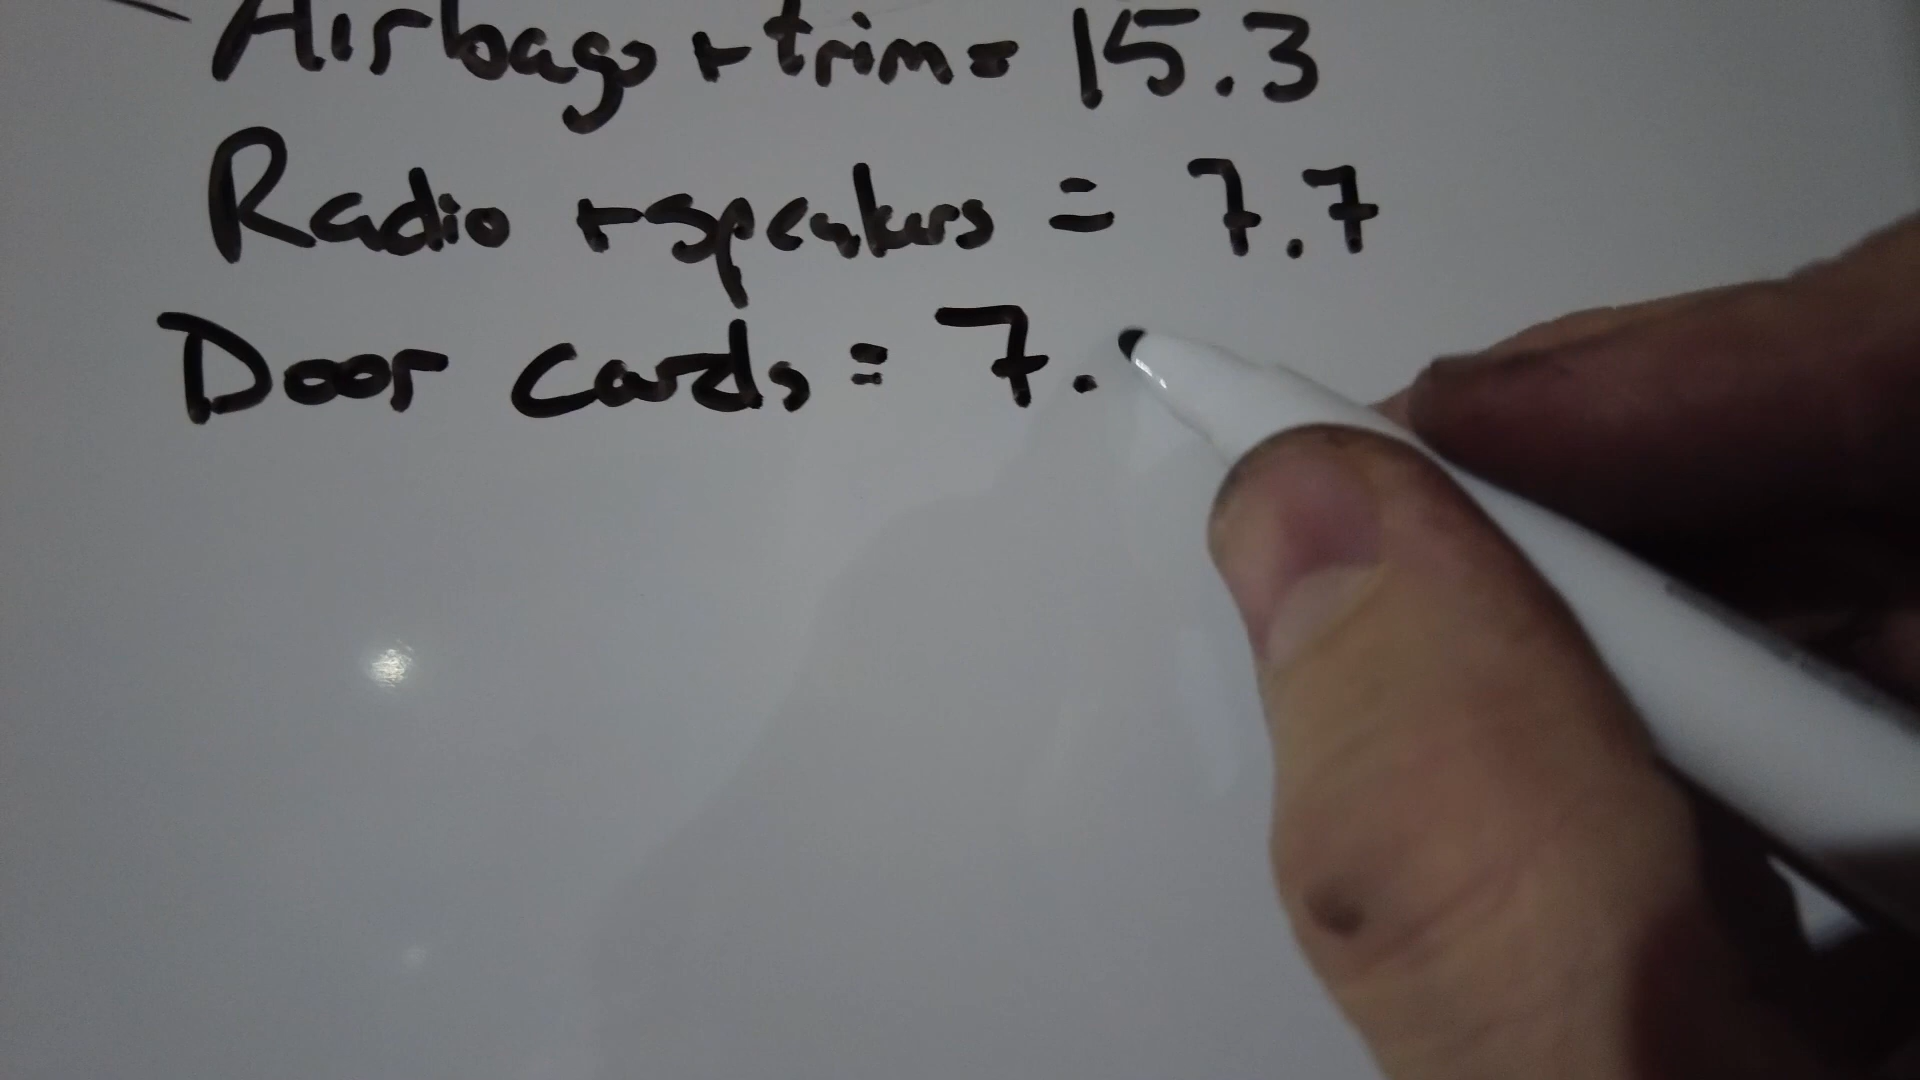 Airbags + trim = 15.3
Radio + speakers = 7.7
Door cards = 7.